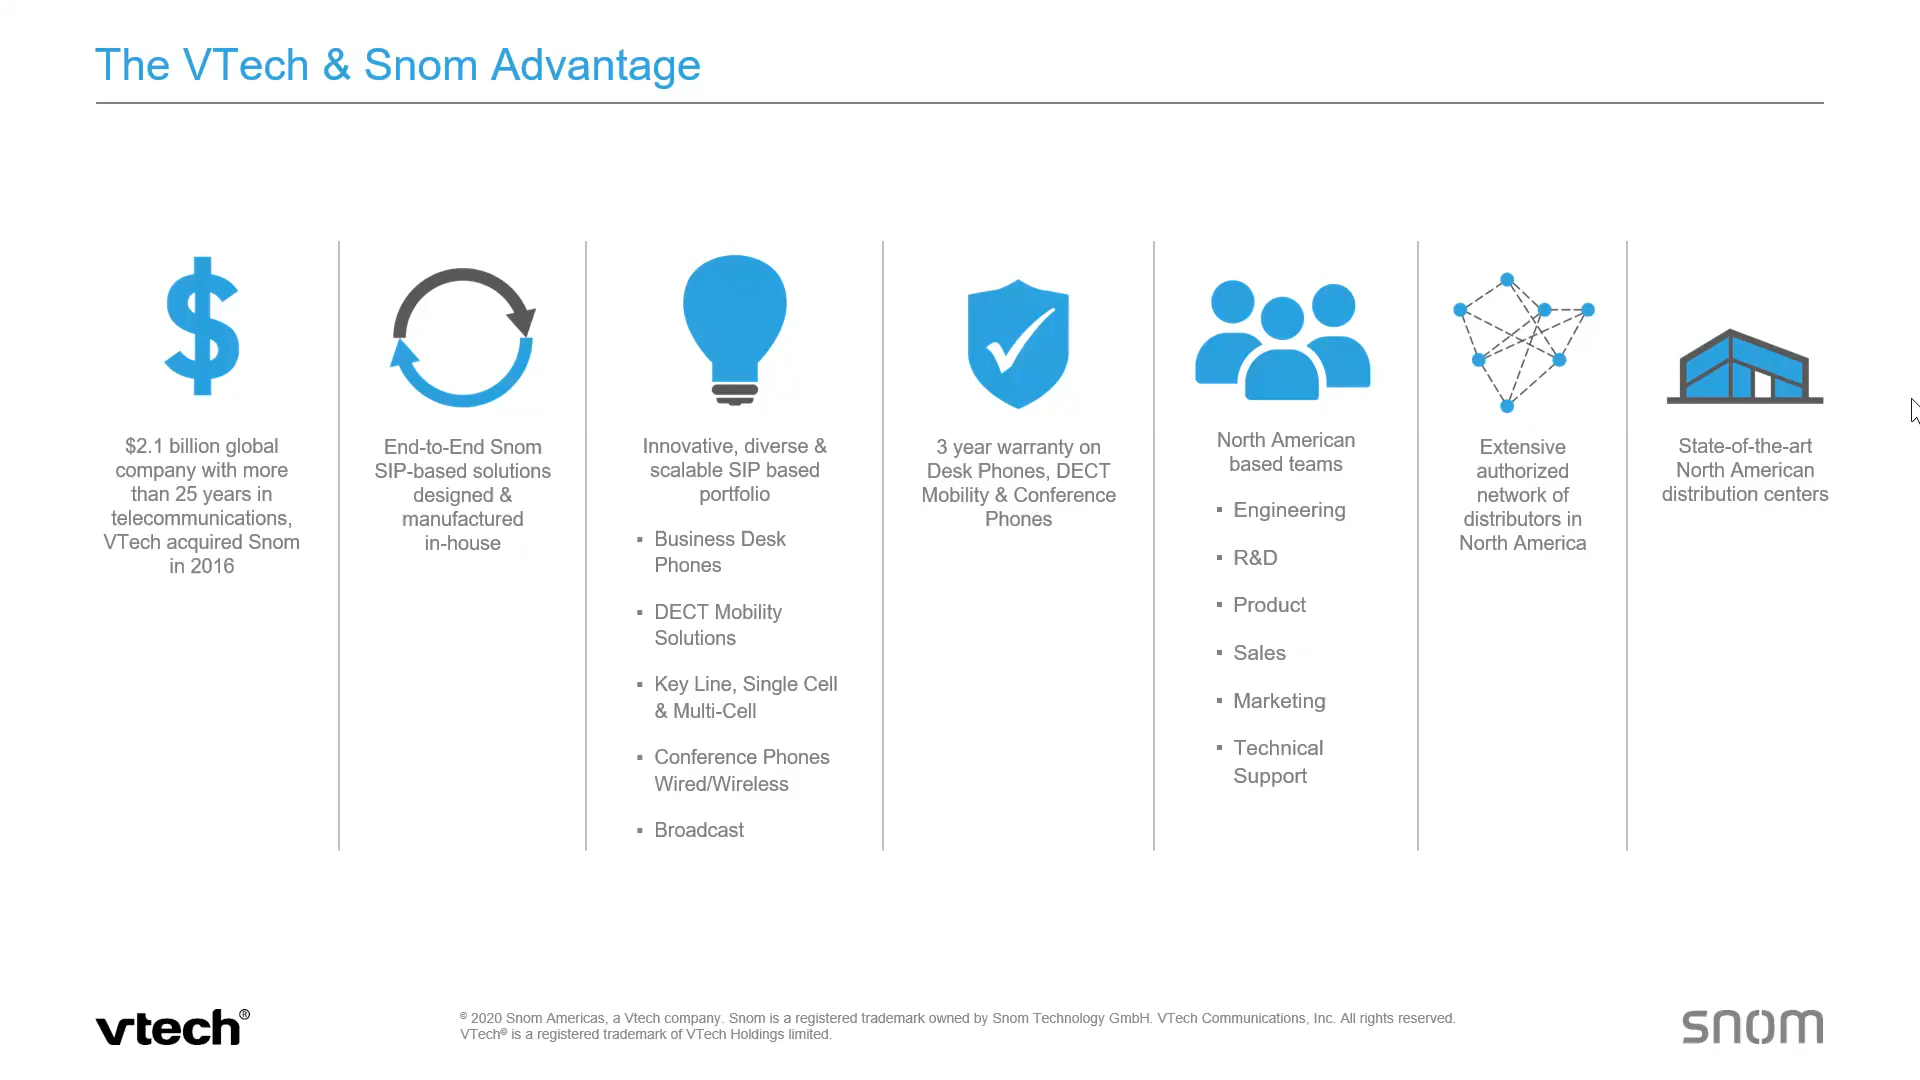 The VTech & Snom Advantage
$2.1 billion global
company with more
than 25 years in
telecommunications,
VTech acquired Snom
in 2016
End-to-End Snom
SIP-based solutions
designed &
manufactured
in-house
Innovative, diverse &
scalable SIP based
portfolio
▪ Business Desk
Phones
▪ DECT Mobility
Solutions
▪ Key Line, Single Cell
& Multi-Cell
▪ Conference Phones
Wired/Wireless
▪ Broadcast
3 year warranty on
Desk Phones, DECT
Mobility & Conference
Phones
North American
based teams
▪ Engineering
▪ R&D
▪ Product
▪ Sales
▪ Marketing
▪ Technical
Support
Extensive
authorized
network of
distributors in
North America
State-of-the-art
North American
distribution centers
vtech®
© 2020 Snom Americas, a Vtech company. Snom is a registered trademark owned by Snom Technology GmbH. VTech Communications, Inc. All rights reserved.
VTech® is a registered trademark of VTech Holdings limited.
snom